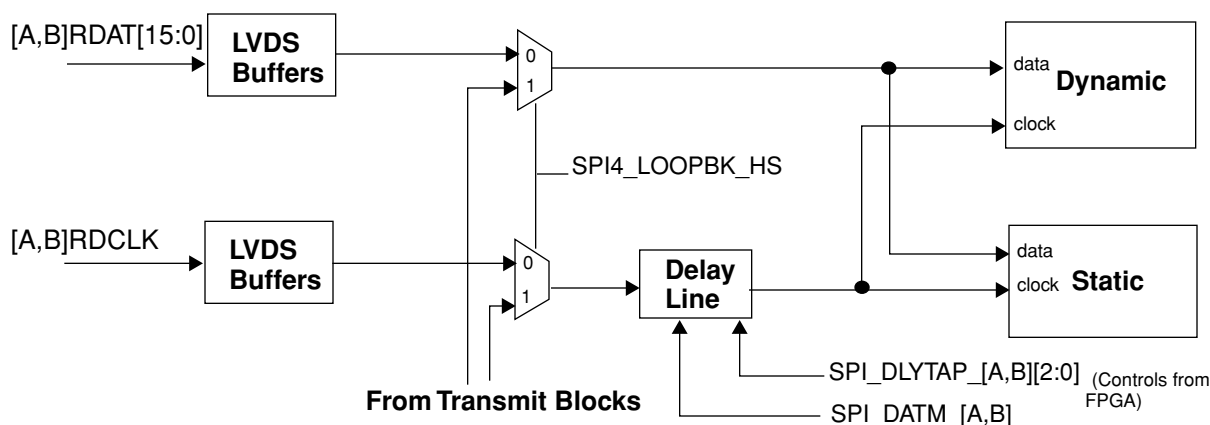 [A,B]RDAT[15:0]
LVDS
Buffers
0
1
data
Dynamic
clock
SPI4_LOOPBK_HS
[A,B]RDCLK
LVDS
Buffers
0
1
Delay
Line
data
clock
Static
From Transmit Blocks
SPI_DLYTAP_[A,B][2:0]
(Controls from
FPGA)
SPI_DATM_[A,B]